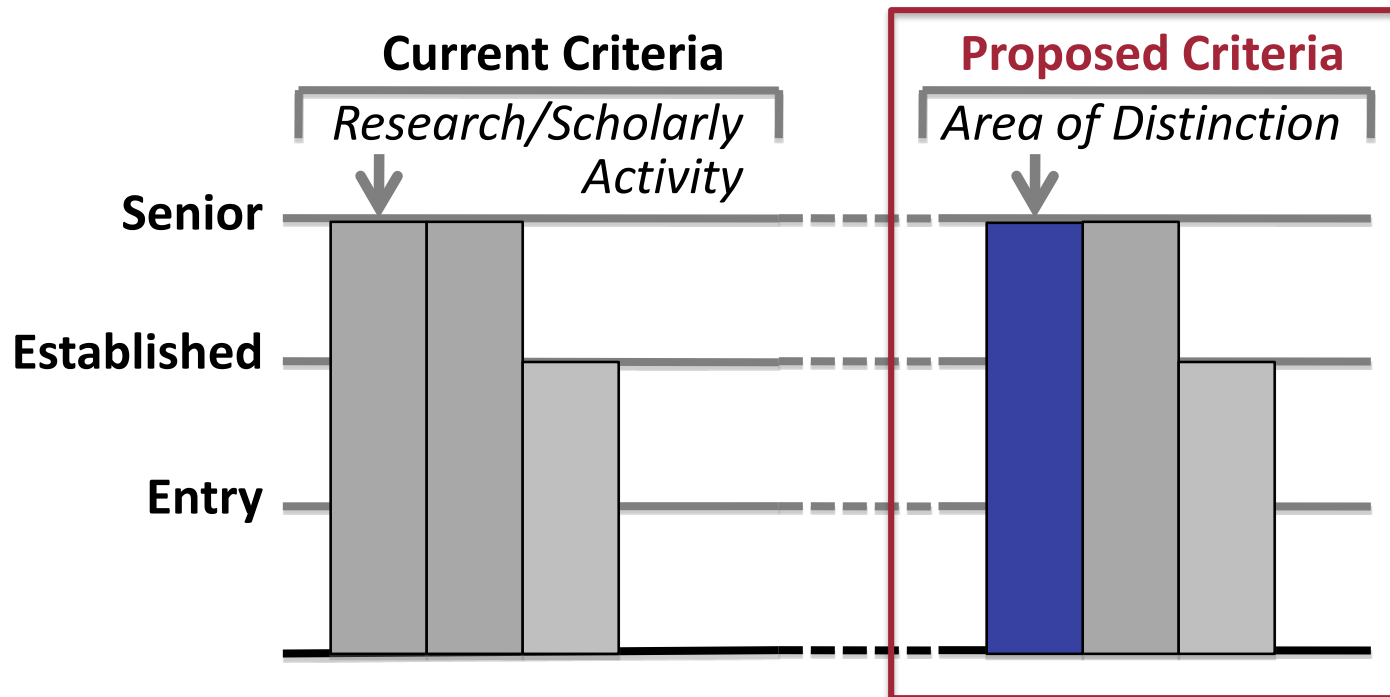 Current Criteria
Research/Scholarly
Activity
Proposed Criteria
Area of Distinction
Senior
Established
Entry